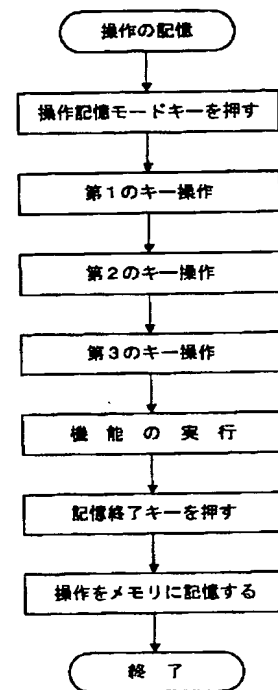 操作の記憶
操作記憶モードキーを押す
第1のキー操作
第2のキー操作
第3のキー操作
機 能 の 実 行
記憶終了キーを押す
操作をメモリに記憶する
終 了